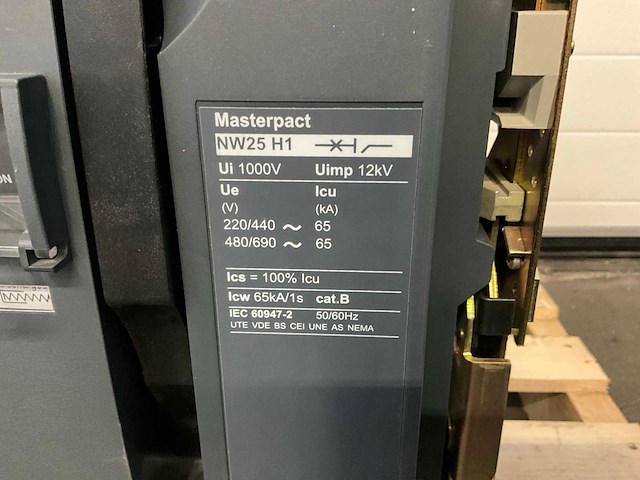 Masterpact
NW25 H1
Ui 1000V Uimp 12kV
Ue Icu
(V) (kA)
220/440 ~ 65
480/690 ~ 65
Ics = 100% Icu
Icw 65kA/1s cat.B
IEC 60947-2 50/60Hz
UTE VDE BS CEI UNE AS NEMA
ON